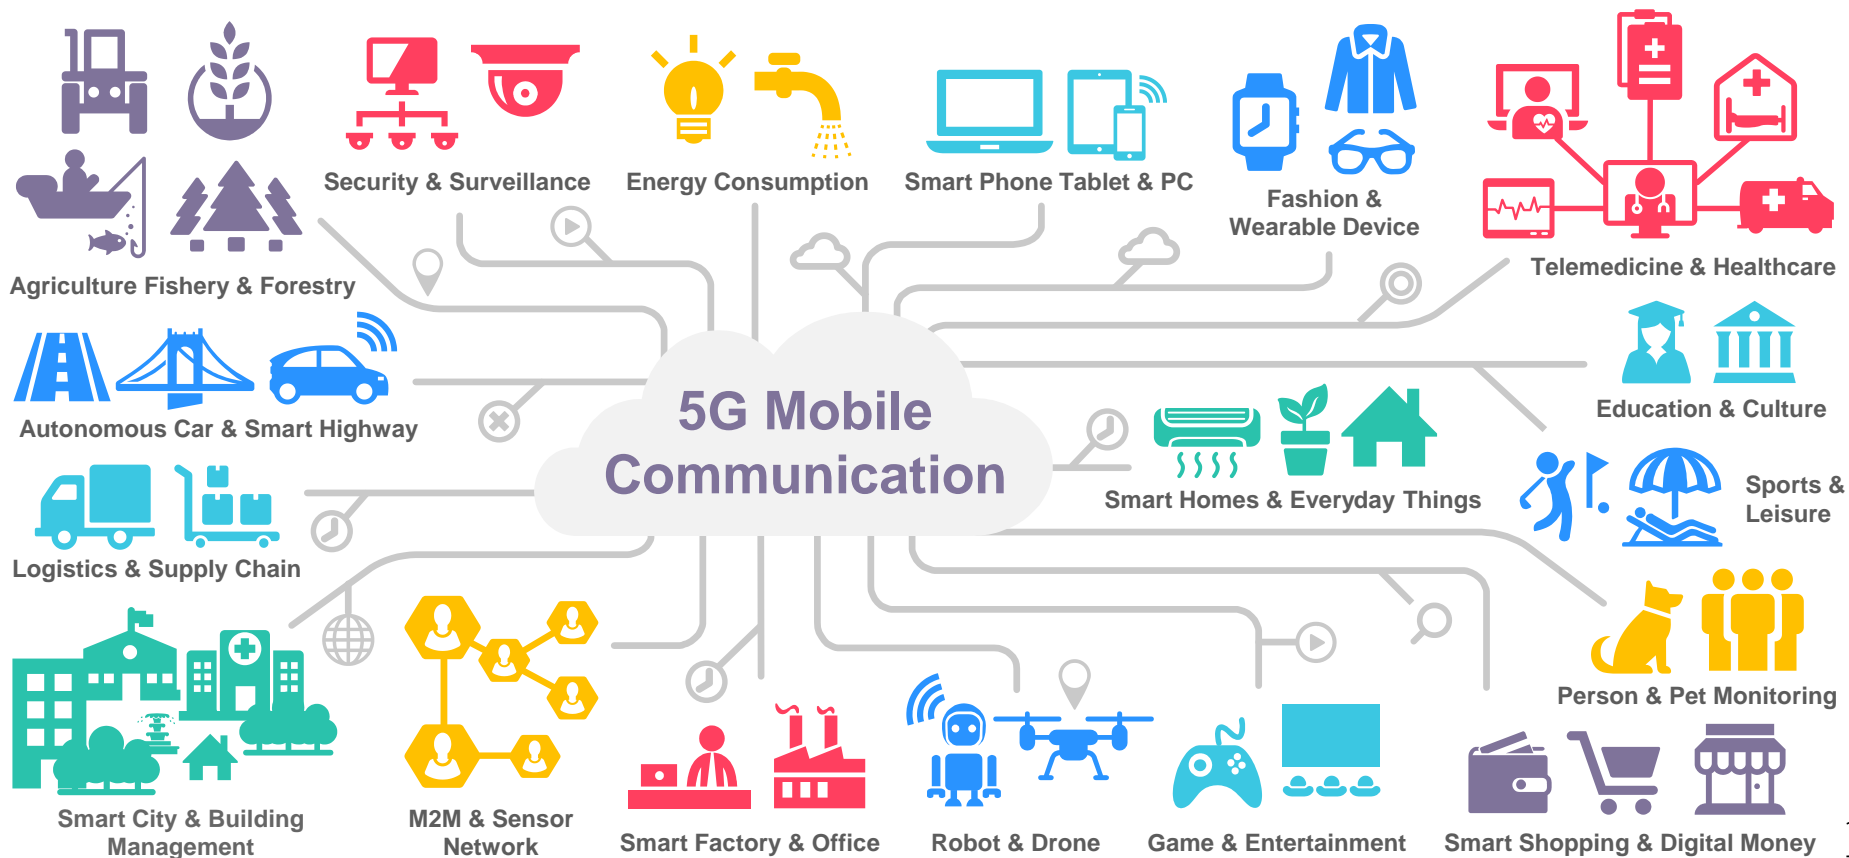 Security & Surveillance
Energy Consumption
Smart Phone Tablet & PC
Fashion &
Wearable Device
Telemedicine & Healthcare
Agriculture Fishery & Forestry
Autonomous Car & Smart Highway
5G Mobile
Communication
Education & Culture
Smart Homes & Everyday Things
Sports &
Leisure
Logistics & Supply Chain
Person & Pet Monitoring
Smart City & Building
Management
M2M & Sensor
Network
Smart Factory & Office
Robot & Drone
Game & Entertainment
Smart Shopping & Digital Money